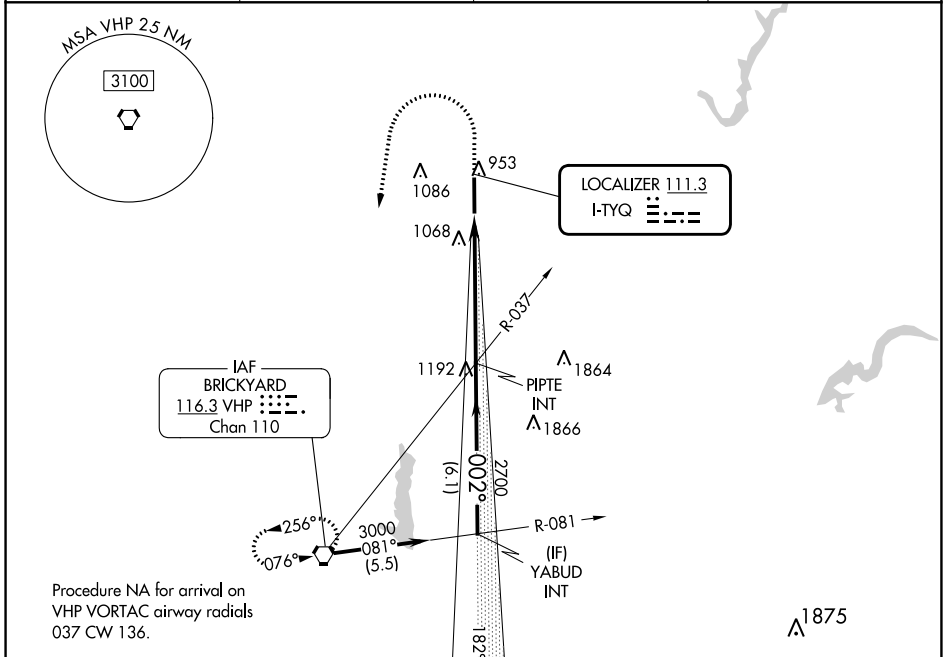 MSA VHP 25 NM
3100
953
1086
LOCALIZER 111.3
I-TYQ
1068
R-037
IAF
BRICKYARD
116.3 VHP
Chan 110
1192
1864
PIPTE
INT
1866
002°
(6.1)
2700
256°
076°
3000
081°
(5.5)
R-081
(IF)
YABUD
INT
Procedure NA for arrival on
VHP VORTAC airway radials
037 CW 136.
182°
1875